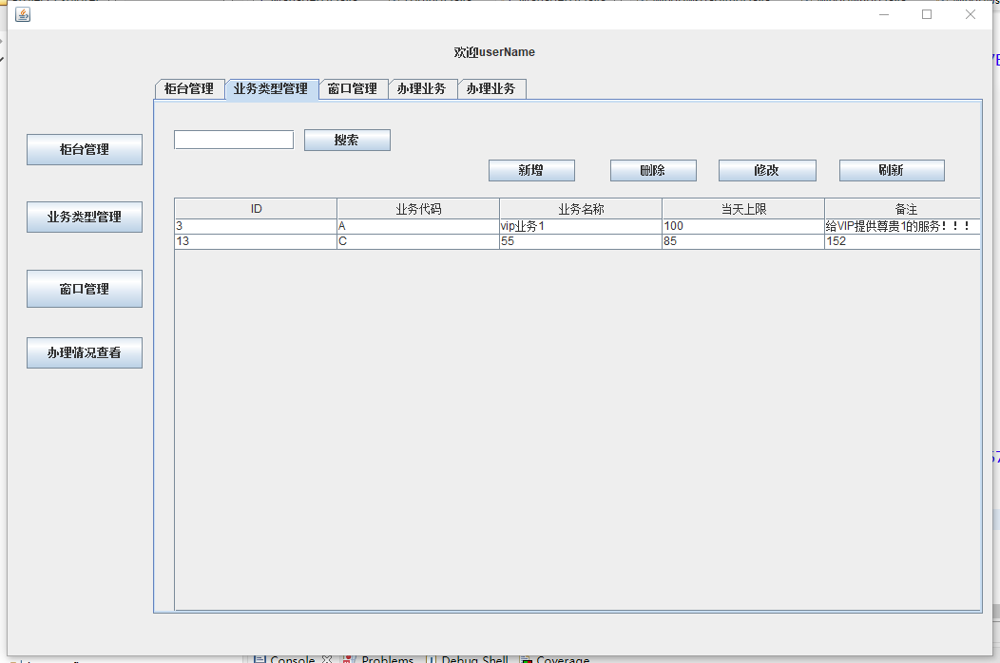 欢迎userName
柜台管理 业务类型管理 窗口管理 办理业务 办理业务
搜索
柜台管理
新增 删除 修改 刷新
业务类型管理
ID 业务代码 业务名称 当天上限 备注
3 A vip业务1 100 给VIP提供尊贵1的服务！！！
13 C 55 85 152
窗口管理
办理情况查看
Console Problems Debug Shell Coverage